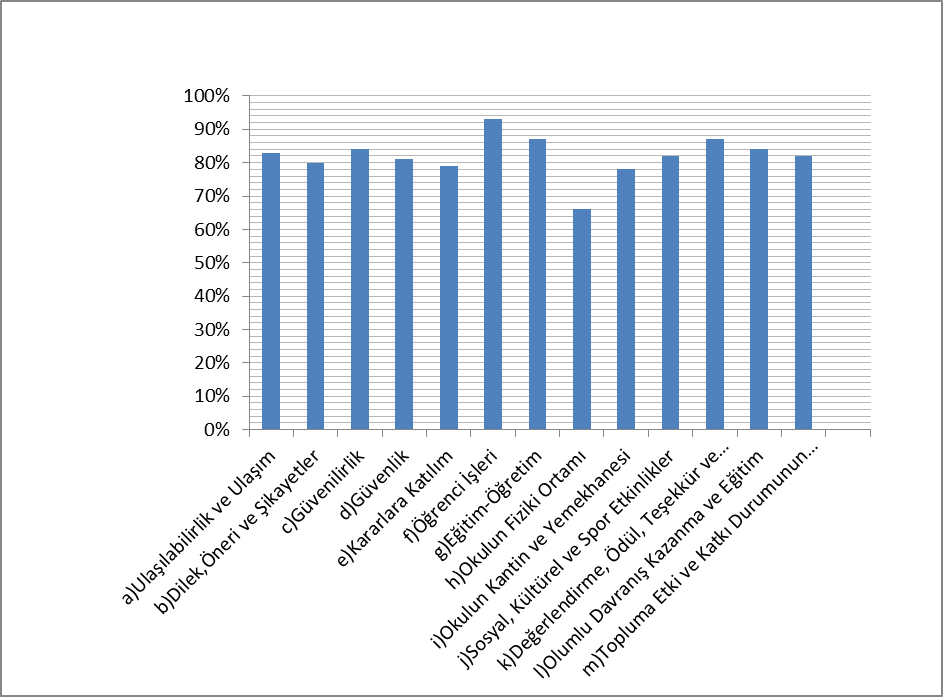 100%
90%
80%
70%
60%
50%
40%
30%
20%
10%
0%
a)Ulaşılabilirlik ve Ulaşım
b)Dilek,Öneri ve Şikayetler
c)Güvenilirlik
d)Güvenlik
e)Kararlara Katılım
f)Öğrenci İşleri
g)Eğitim-Öğretim
h)Okulun Fiziki Ortamı
i)Okulun Kantin ve Yemekhanesi
j)Sosyal, Kültürel ve Spor Etkinlikler
k)Değerlendirme, Ödül, Teşekkür ve…
l)Olumlu Davranış Kazanma ve Eğitim
m)Topluma Etki ve Katkı Durumunun…